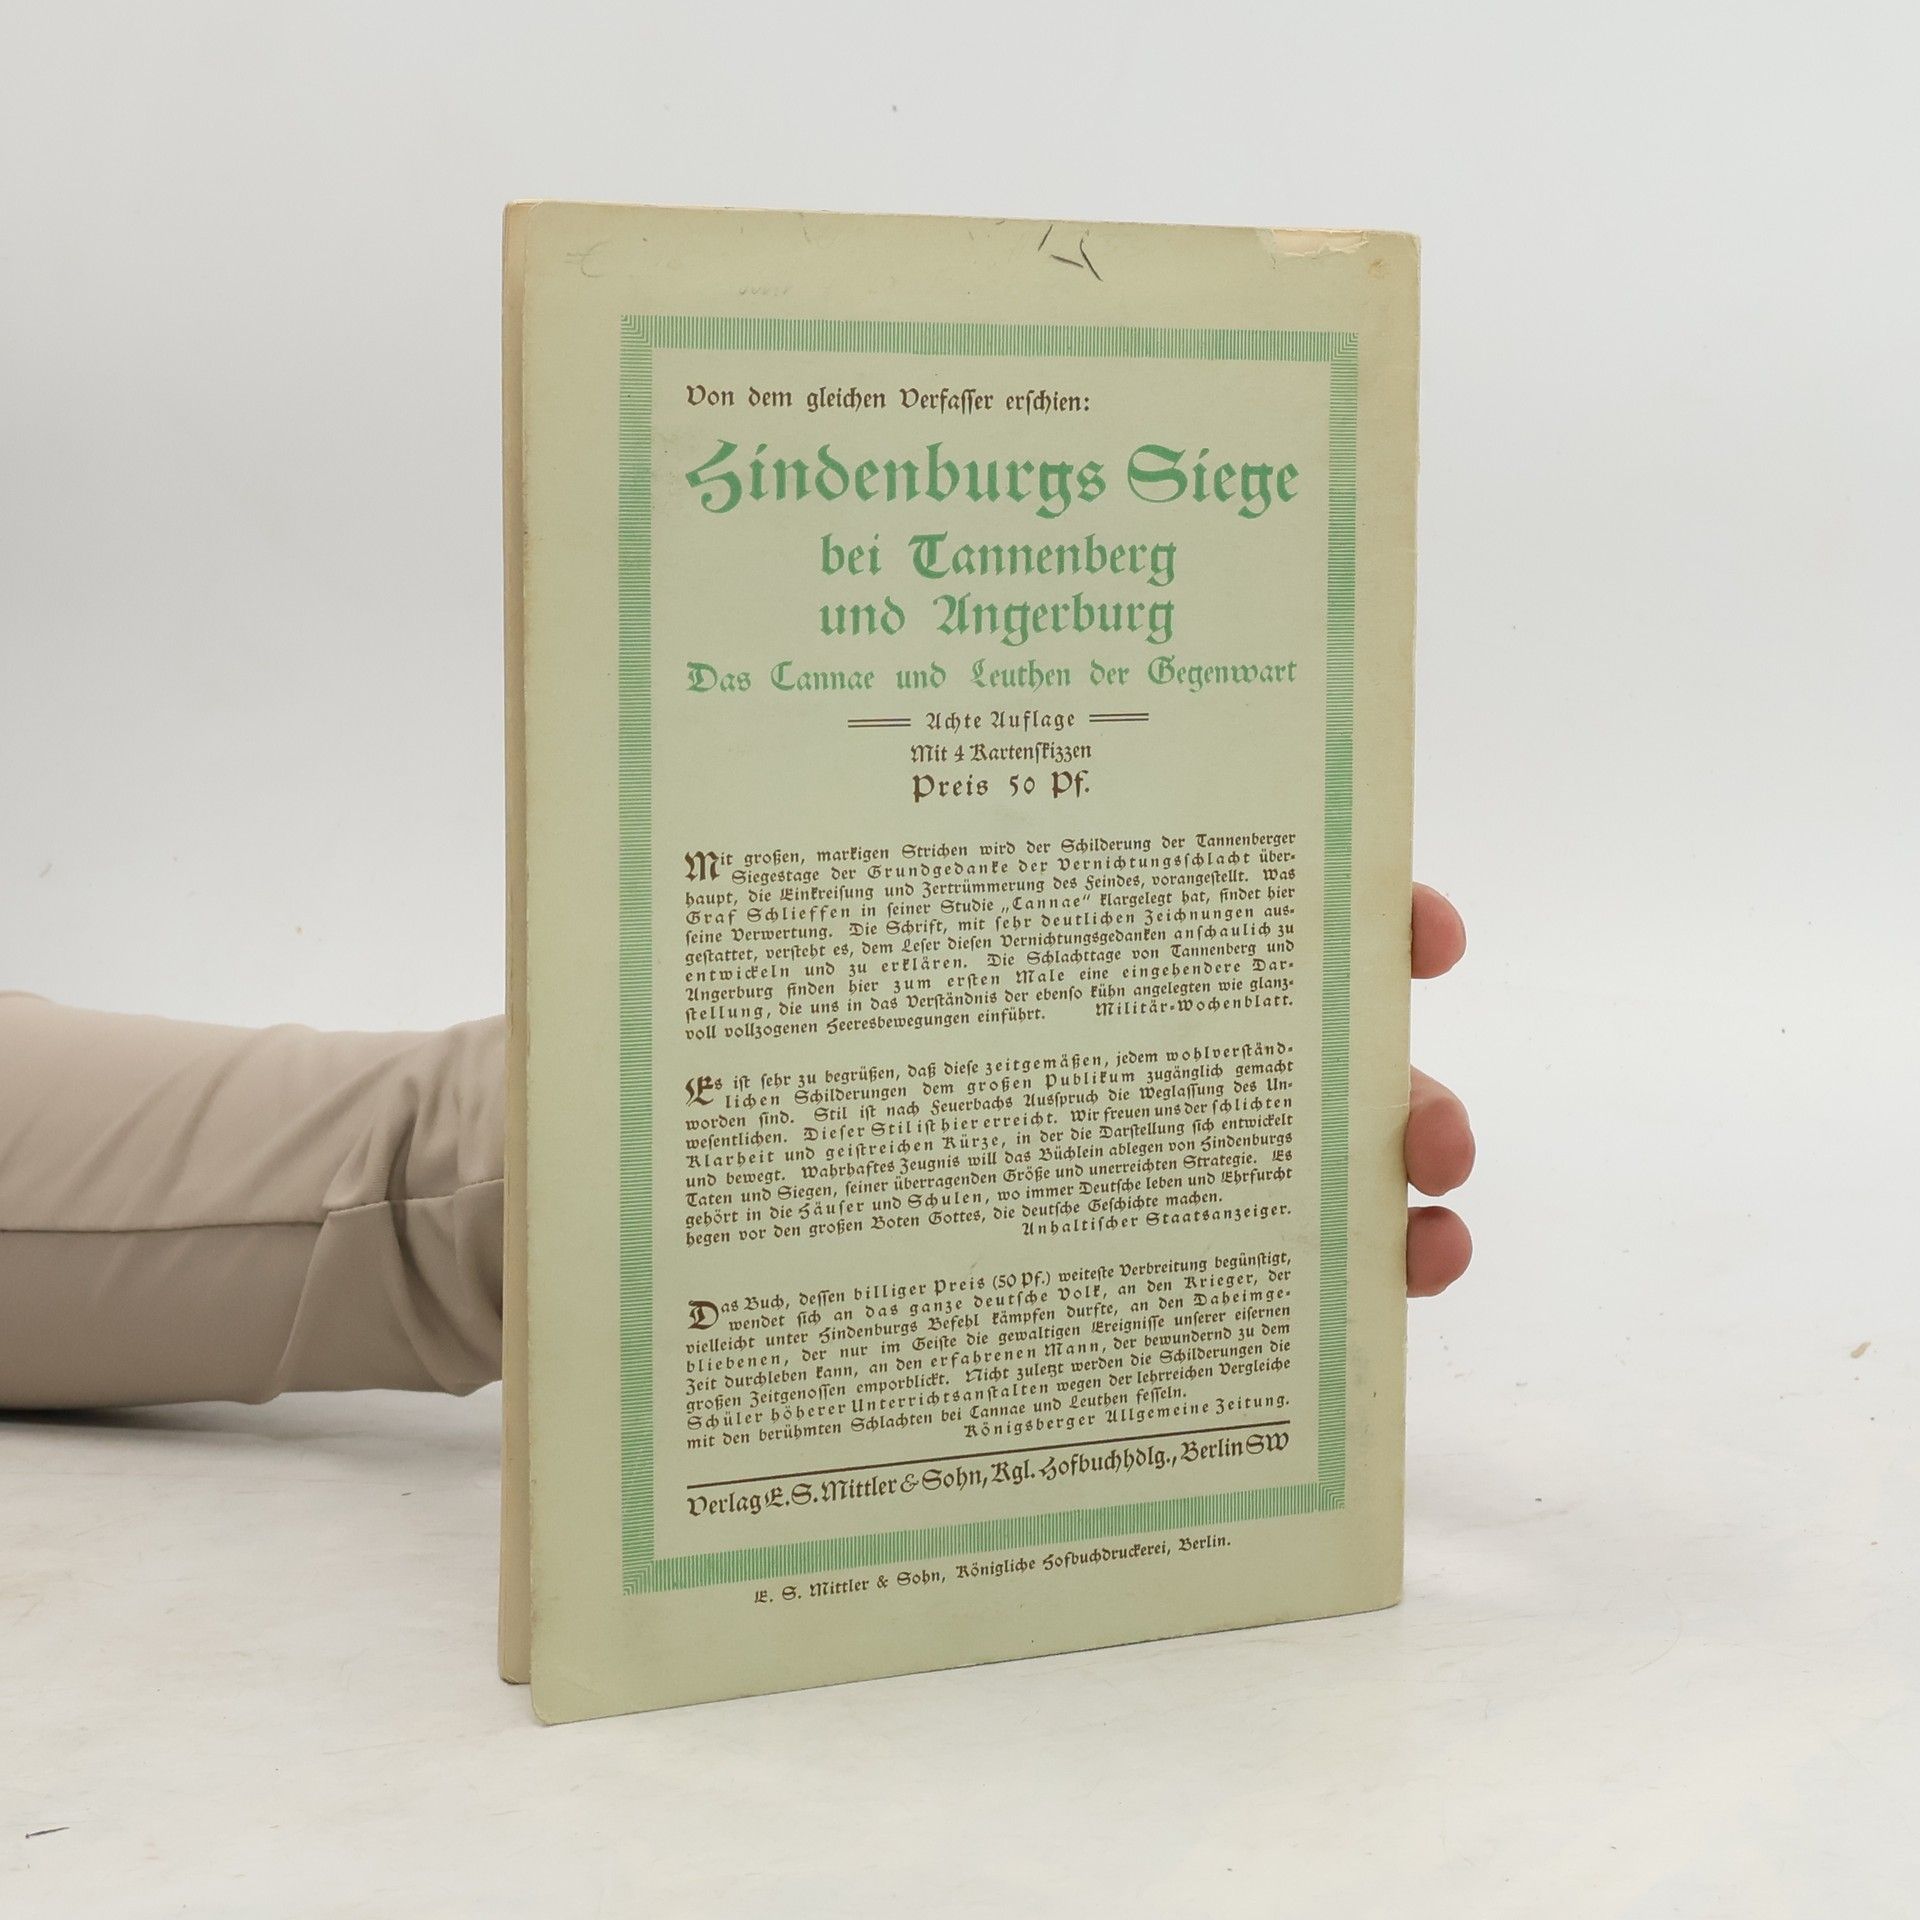 Von dem gleichen Verfasser erschien:
Hindenburgs Siege
bei Tannenberg
und Angerburg
Das Cannae und Leuthen der Gegenwart
Achte Auflage
Mit 4 Kartenskizzen
Preis 50 Pf.
Mit großen, markigen Strichen wird der Schilderung der Tannenberger
Siegestage der Grundgedanke der Vernichtungsschlacht über-
haupt, die Einkreisung und Zertrümmerung des Feindes, vorangestellt. Was
Graf Schlieffen in seiner Studie „Cannae“ klargelegt hat, findet hier
seine Verwertung. Die Schrift, mit sehr deutlichen Zeichnungen aus-
gestattet, versteht es, dem Leser diesen Vernichtungsgedanken anschaulich zu
entwickeln und zu erklären. Die Schlachttage von Tannenberg und
Angerburg finden hier zum ersten Male eine eingehendere Dar-
stellung, die uns in das Verständnis der ebenso kühn angelegten wie glanz-
voll vollzogenen Heeresbewegungen einführt. Militär-Wochenblatt.
Es ist sehr zu begrüßen, daß diese zeitgemäßen, jedem wohlverständ-
lichen Schilderungen dem großen Publikum zugänglich gemacht
worden sind. Stil ist nach Feuerbachs Ausspruch die Weglassung des Un-
wesentlichen. Dieser Stil ist hier erreicht. Wir freuen uns der schlichten
Klarheit und geistreichen Kürze, in der die Darstellung sich entwickelt
und bewegt. Wahrhaftes Zeugnis will das Büchlein ablegen von Hindenburgs
Taten und Siegen, seiner überragenden Größe und unerreichten Strategie. Es
gehört in die Häuser und Schulen, wo immer Deutsche leben und Ehrfurcht
hegen vor den großen Boten Gottes, die deutsche Geschichte machen.
Anhaltischer Staatsanzeiger.
Das Buch, dessen billiger Preis (50 Pf.) weiteste Verbreitung begünstigt,
wendet sich an das ganze deutsche Volk, an den Krieger, der
vielleicht unter Hindenburgs Befehl kämpfen durfte, an den Daheimge-
bliebenen, der nur im Geiste die gewaltigen Ereignisse unserer eisernen
Zeit durchleben kann, an den erfahrenen Mann, der bewundernd zu dem
großen Zeitgenossen emporblickt. Nicht zuletzt werden die Schilderungen die
Schüler höherer Unterrichtsanstalten wegen der lehrreichen Vergleiche
mit den berühmten Schlachten bei Cannae und Leuthen fesseln.
Königsberger Allgemeine Zeitung.
Verlag E. S. Mittler & Sohn, Kgl. Hofbuchhdlg., Berlin SW
E. S. Mittler & Sohn, Königliche Hofbuchdruckerei, Berlin.